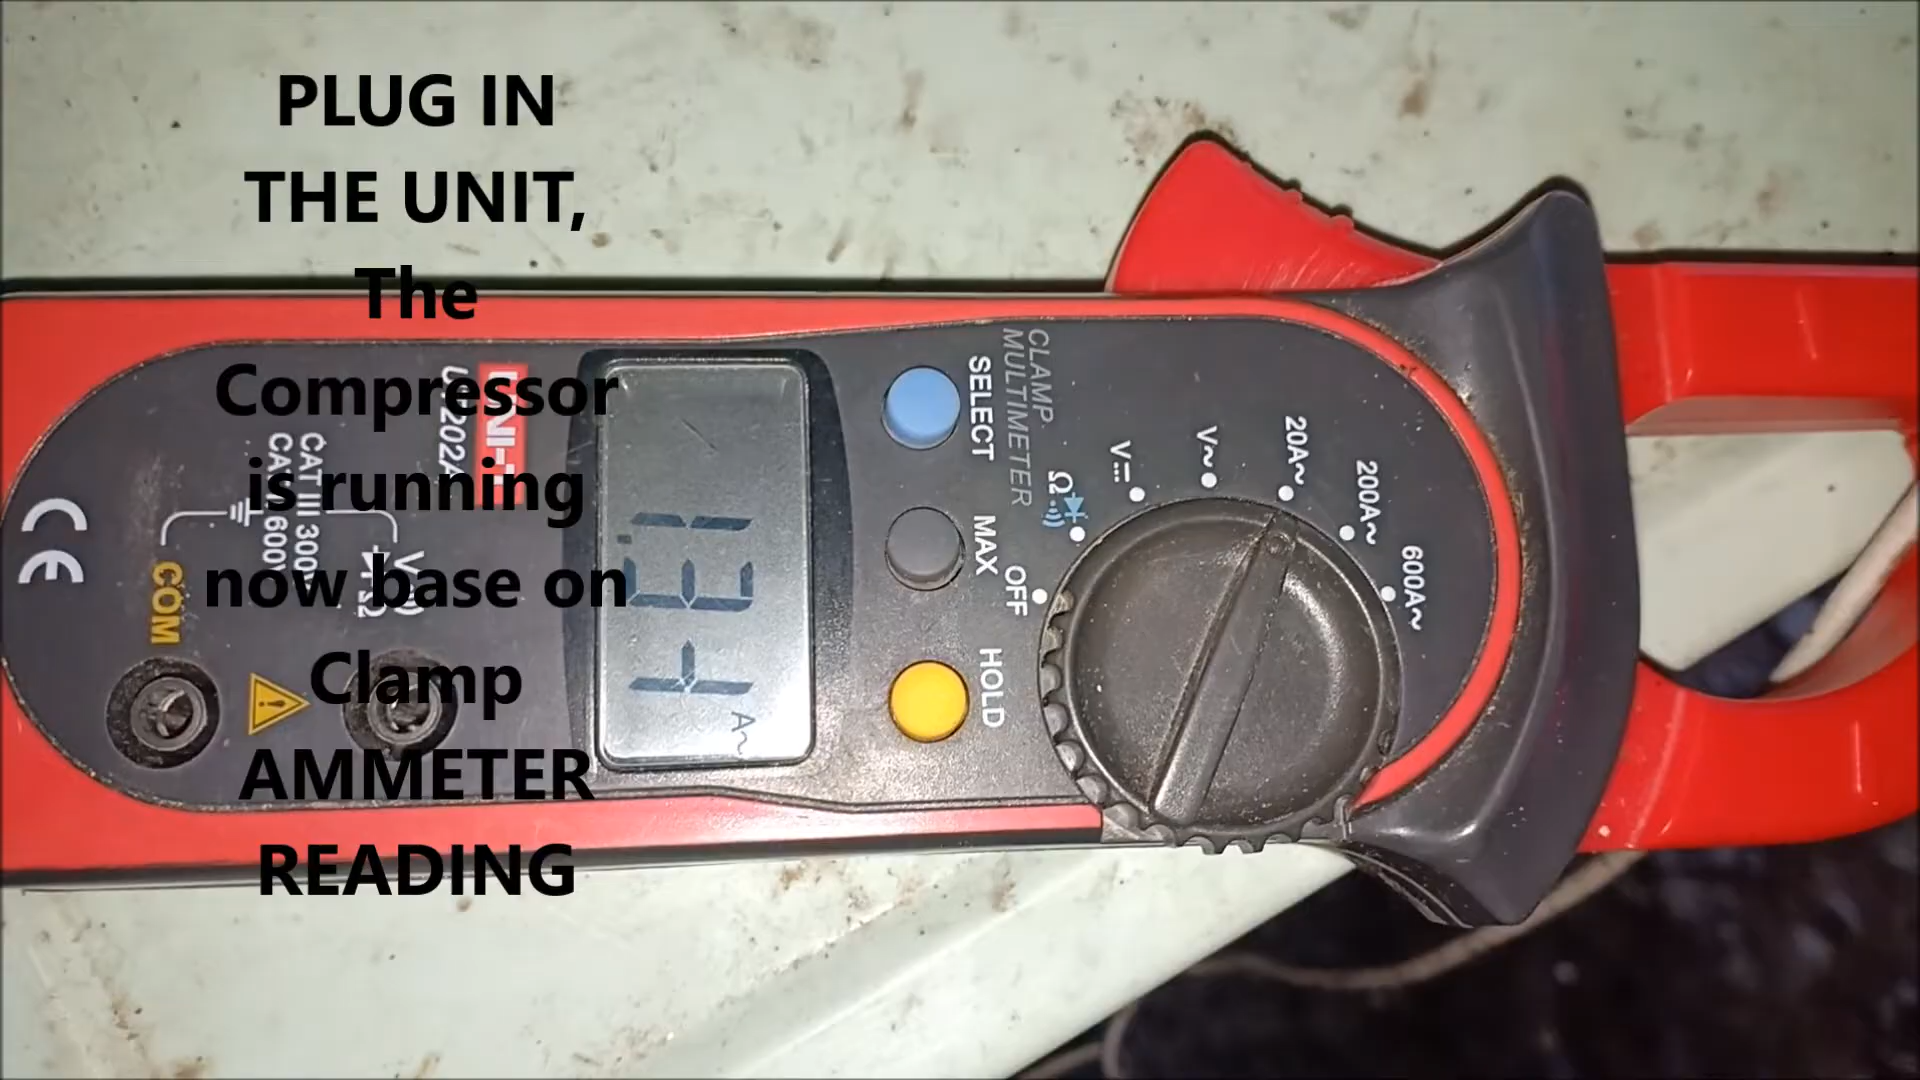 PLUG IN
THE UNIT,
The
Compressor
is running
now base on
Clamp
AMMETER
READING
CLAMP
MULTIMETER
SELECT
MAX
HOLD
OFF
Ω
V
V~
20A~
200A~
600A~
A~
COM
CE